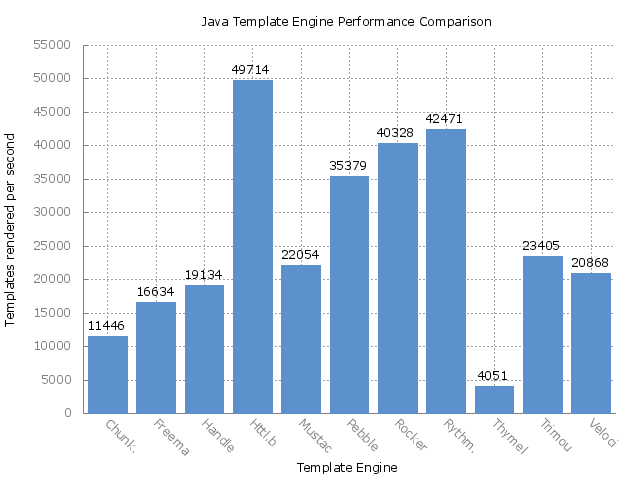 Java Template Engine Performance Comparison
Templates rendered per second
55000
50000
45000
40000
35000
30000
25000
20000
15000
10000
5000
0
11446
16634
19134
49714
22054
35379
40328
42471
4051
23405
20868
Chunk.
Freema
Handle
Httl.b
Mustac
Pebble
Rocker
Rythm.
Thymel
Trimou
Veloci
Template Engine